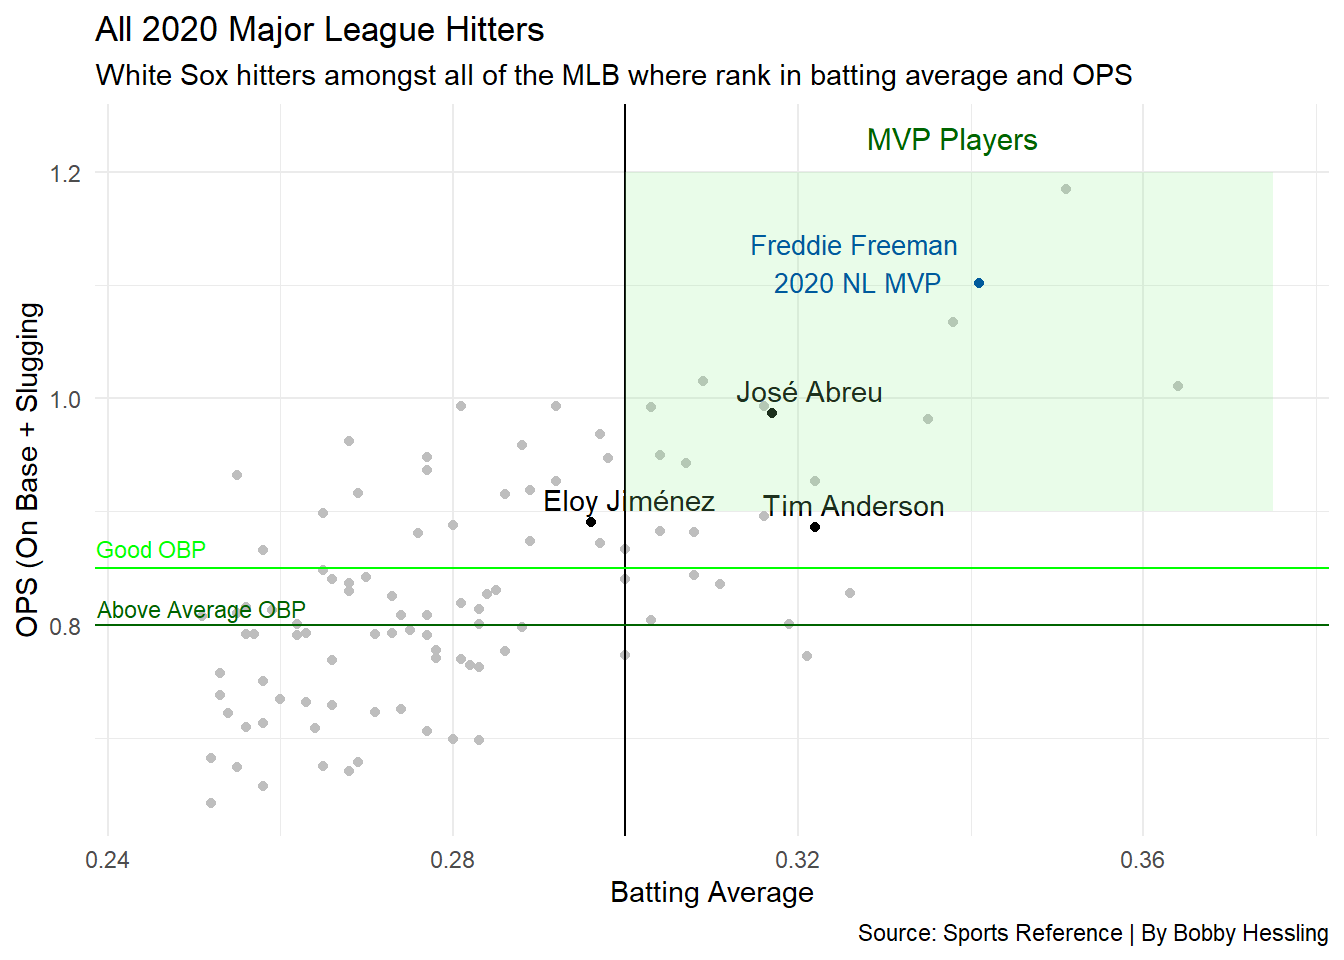 All 2020 Major League Hitters
White Sox hitters amongst all of the MLB where rank in batting average and OPS
MVP Players
1.2
Freddie Freeman
2020 NL MVP
José Abreu
1.0
Eloy Jiménez
Tim Anderson
Good OBP
Above Average OBP
0.8
OPS (On Base + Slugging
0.24
0.28
0.32
0.36
Batting Average
Source: Sports Reference | By Bobby Hessling